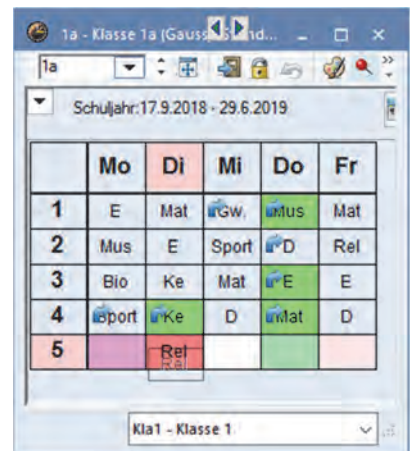 1a - Klasse 1a (Gauss
1a
Schuljahr:17.9.2018 - 29.6.2019
Mo Di Mi Do Fr
1 E Mat Gw. Mus Mat
2 Mus E Sport D Rel
3 Bio Ke Mat E E
4 Sport Ke D Mat D
5 Rel
Rel
Kla1 - Klasse 1